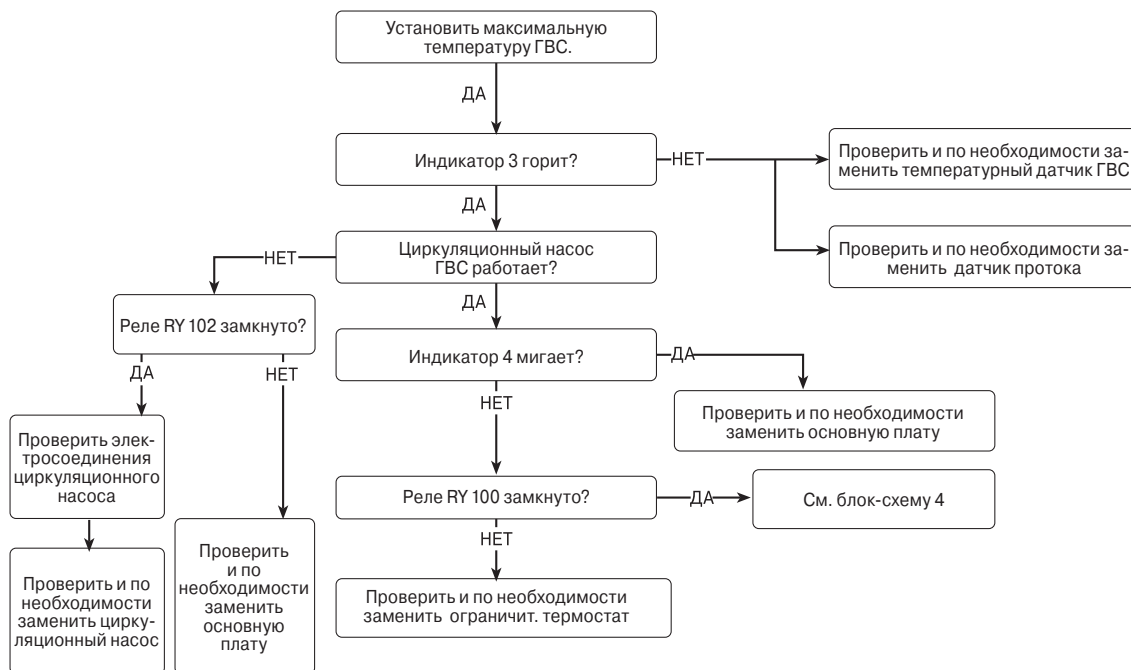 Установить максимальную
температуру ГВС.
ДА
Индикатор 3 горит?
НЕТ
Проверить и по необходимости за-
менить температурный датчик ГВС
ДА
Циркуляционный насос
ГВС работает?
НЕТ
Проверить и по необходимости за-
менить датчик протока
ДА
Реле RY 102 замкнуто?
Индикатор 4 мигает?
ДА
ДА
НЕТ
НЕТ
Проверить и по необходимости
заменить основную плату
Проверить элек-
тросоединения
циркуляционного
насоса
Реле RY 100 замкнуто?
ДА
См. блок-схему 4
НЕТ
Проверить и по
необходимости
заменить цирку-
ляционный насос
Проверить
и по
необходимости
заменить
основную
плату
Проверить и по необходимости
заменить ограничит. термостат